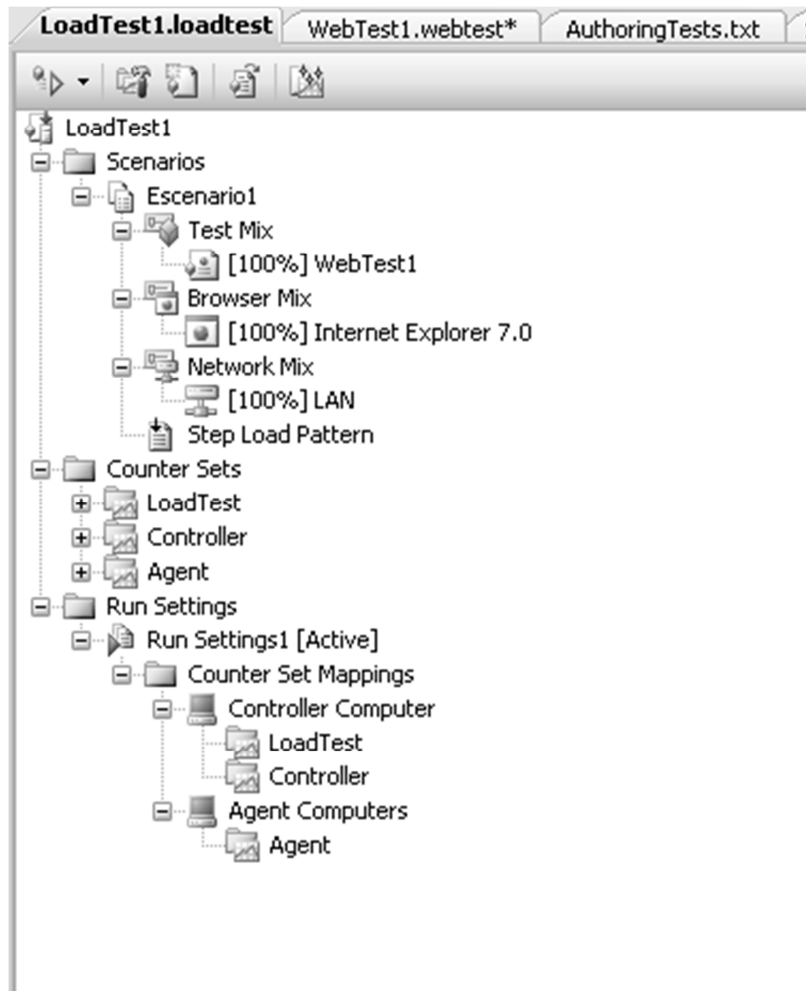 LoadTest1.loadtest WebTest1.webtest* AuthoringTests.txt
LoadTest1
Scenarios
Escenario1
Test Mix
[100%] WebTest1
Browser Mix
[100%] Internet Explorer 7.0
Network Mix
[100%] LAN
Step Load Pattern
Counter Sets
LoadTest
Controller
Agent
Run Settings
Run Settings1 [Active]
Counter Set Mappings
Controller Computer
LoadTest
Controller
Agent Computers
Agent